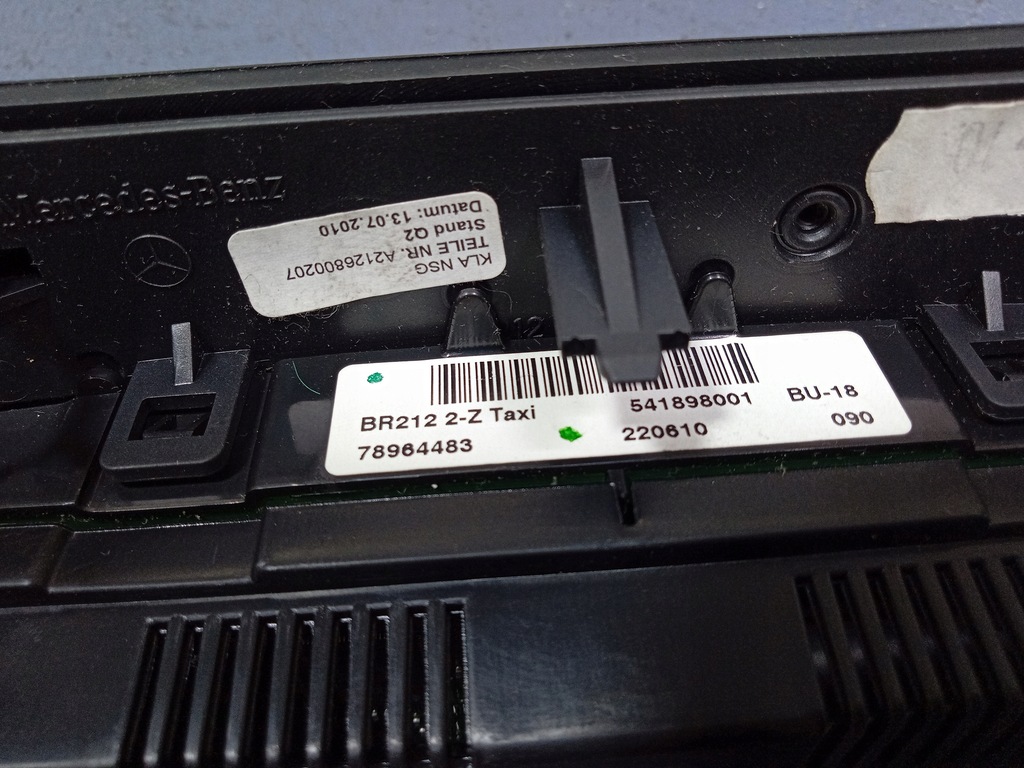 Mercedes-Benz
KLA NSG
TEILE NR. A2126800207
Stand Q2
Datum: 13.07.2010
12
BR212 2-Z Taxi
541898001
BU-18
78964483
220610
090